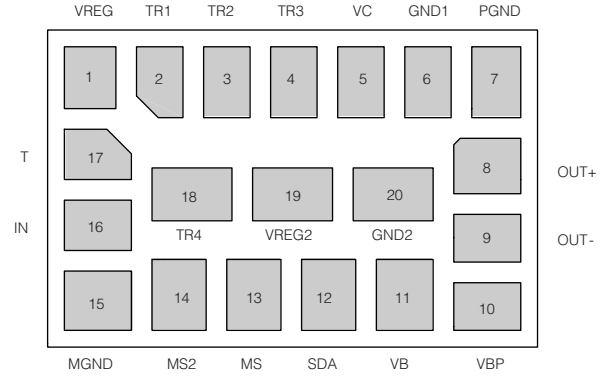 VREG TR1 TR2 TR3 VC GND1 PGND
1 2 3 4 5 6 7
T 17 8 OUT+
18 19 20
IN 16 TR4 VREG2 GND2 9 OUT-
15 14 13 12 11 10
MGND MS2 MS SDA VB VBP